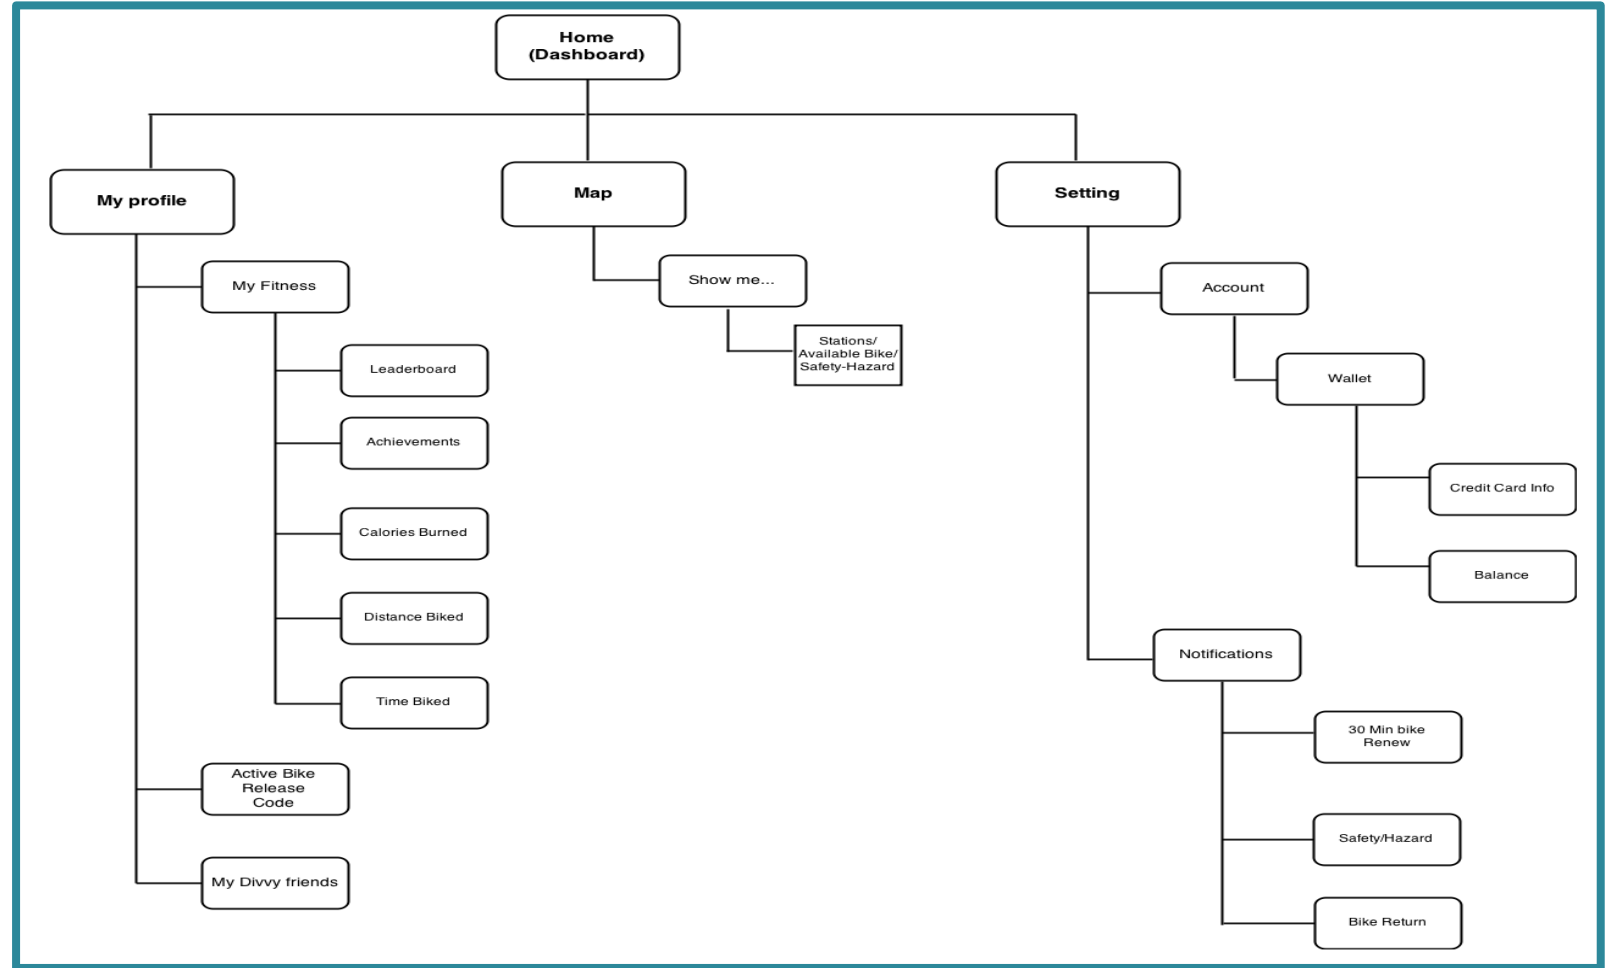 Home
(Dashboard)
My profile
Map
Setting
My Fitness
Show me...
Account
Stations/
Available Bike/
Safety-Hazard
Leaderboard
Wallet
Achievements
Credit Card Info
Calories Burned
Balance
Distance Biked
Notifications
Time Biked
30 Min bike
Renew
Active Bike
Release
Code
Safety/Hazard
My Divvy friends
Bike Return